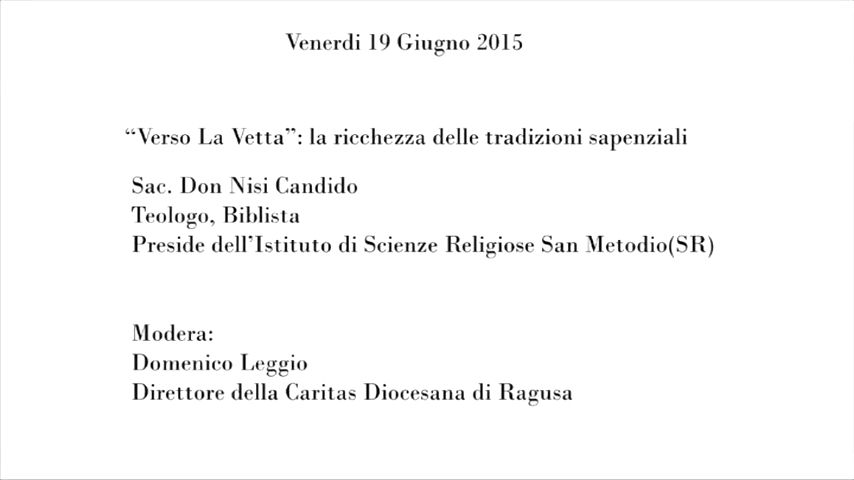 Venerdi 19 Giugno 2015
“Verso La Vetta”: la ricchezza delle tradizioni sapenziali
Sac. Don Nisi Candido
Teologo, Biblista
Preside dell’Istituto di Scienze Religiose San Metodio(SR)
Modera:
Domenico Leggio
Direttore della Caritas Diocesana di Ragusa